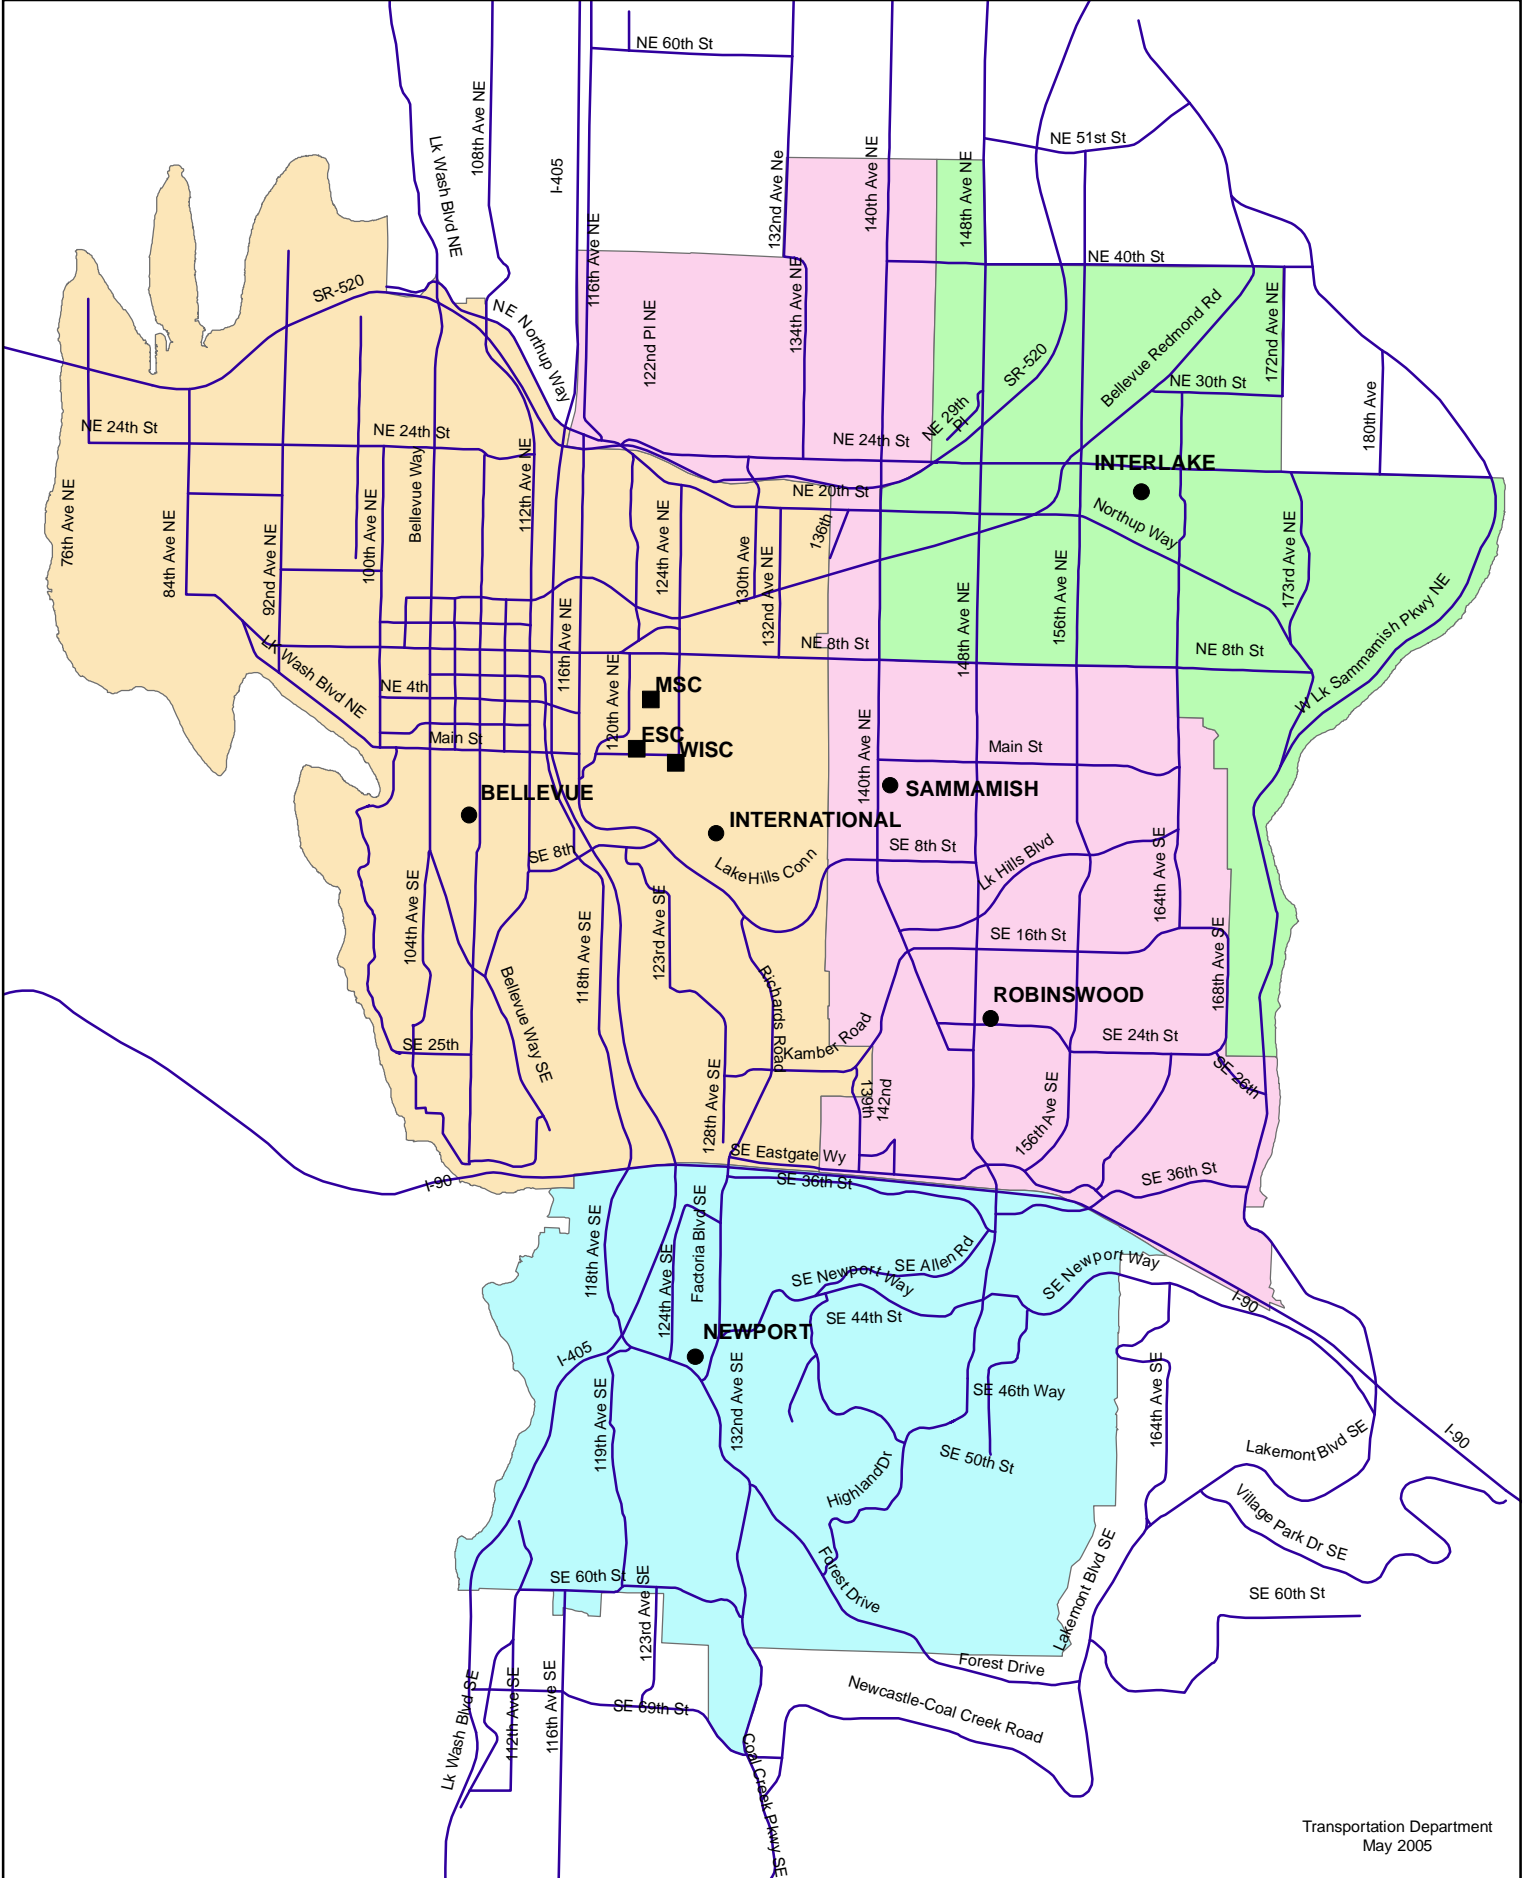 NE 60th St
108th Ave NE
Lk Wash Blvd NE
I-405
116th Ave NE
132nd Ave Ne
140th Ave NE
148th Ave NE
NE 51st St
NE 40th St
SR-520
NE Northup Way
122nd Pl NE
134th Ave NE
SR-520
Bellevue Redmond Rd
172nd Ave NE
NE 30th St
NE 29th
Pl
180th Ave
NE 24th St
NE 24th St
NE 24th St
76th Ave NE
84th Ave NE
92nd Ave NE
100th Ave NE
Bellevue Way
112th Ave NE
124th Ave NE
130th Ave
132nd Ave NE
NE 20th St
136th
INTERLAKE
Northup Way
173rd Ave NE
156th Ave NE
148th Ave NE
116th Ave NE
120th Ave NE
NE 8th St
NE 8th St
W Lk Sammamish Pkwy NE
Lk Wash Blvd NE
NE 4th
Main St
MSC
ESC
WISC
140th Ave NE
Main St
SAMMAMISH
BELLEVUE
INTERNATIONAL
SE 8th
Lake Hills Conn
SE 8th St
Lk Hills Blvd
164th Ave SE
104th Ave SE
118th Ave SE
123rd Ave SE
SE 16th St
168th Ave SE
Bellevue Way SE
Richards Road
ROBINSWOOD
SE 25th
Kamber Road
SE 24th St
SE 26th
128th Ave SE
139th
142nd
156th Ave SE
SE Eastgate Wy
I-90
SE 36th St
SE 36th St
118th Ave SE
124th Ave SE
Factoria Blvd SE
SE Newport Way
SE Allen Rd
SE Newport Way
I-90
SE 44th St
NEWPORT
I-405
119th Ave SE
132nd Ave SE
SE 46th Way
164th Ave SE
Lakemont Blvd SE
I-90
SE 50th St
Highland Dr
Village Park Dr SE
Forest Drive
SE 60th St
123rd Ave SE
Lakemont Blvd SE
SE 60th St
Forest Drive
Newcastle-Coal Creek Road
Lk Wash Blvd SE
112th Ave SE
116th Ave SE
SE 69th St
Coal Creek Pkwy SE
Transportation Department
May 2005